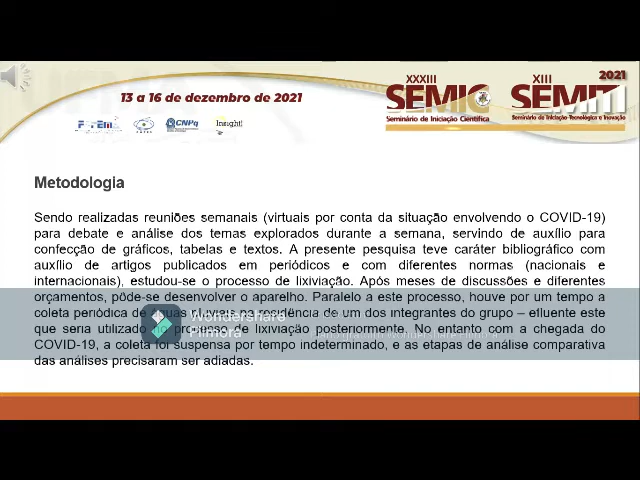 2021
XXXIII
XIII
SEMIC
SEMITI
13 a 16 de dezembro de 2021
Seminário de Iniciação Científica
Seminário de Iniciação Tecnológica e Inovação
CNPq
Insight!
Metodologia
Sendo realizadas reuniões semanais (virtuais por conta da situação envolvendo o COVID-19)
para debate e análise dos temas explorados durante a semana, servindo de auxílio para
confecção de gráficos, tabelas e textos. A presente pesquisa teve caráter bibliográfico com
auxílio de artigos publicados em periódicos e com diferentes normas (nacionais e
internacionais), estudou-se o processo de lixiviação. Após meses de discussões e diferentes
orçamentos, pôde-se desenvolver o aparelho. Paralelo a este processo, houve por um tempo a
coleta periódica de na residência de um dos integrantes do grupo – efluente este
que seria utilizado processo de lixivação posteriormente. No entanto com a chegada do
COVID-19, a coleta foi suspensa por tempo indeterminado, e as etapas de análise comparativa
das análises precisaram ser adiadas.
Wondershare
Filmora